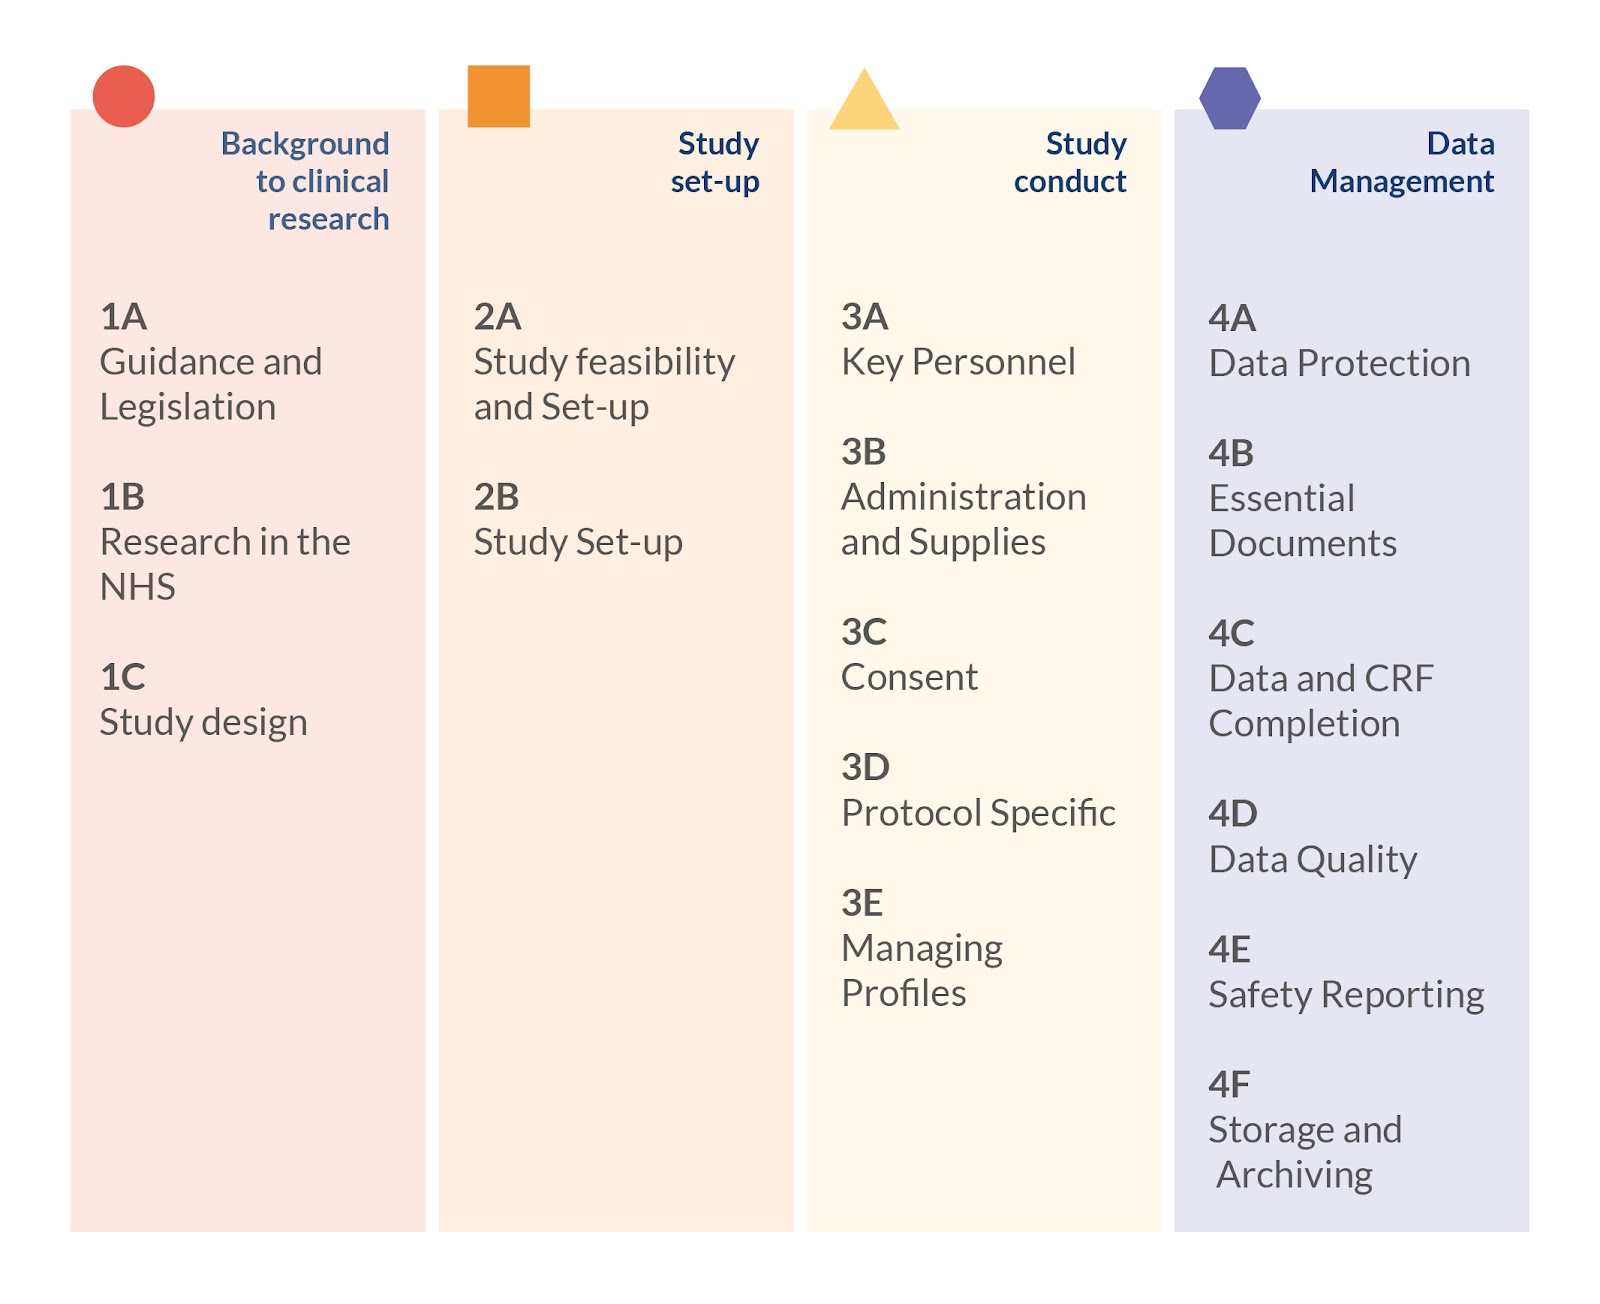 Background
to clinical
research
1A
Guidance and
Legislation
1B
Research in the
NHS
1C
Study design
Study
set-up
2A
Study feasibility
and Set-up
2B
Study Set-up
Study
conduct
3A
Key Personnel
3B
Administration
and Supplies
3C
Consent
3D
Protocol Specific
3E
Managing
Profiles
Data
Management
4A
Data Protection
4B
Essential
Documents
4C
Data and CRF
Completion
4D
Data Quality
4E
Safety Reporting
4F
Storage and
Archiving